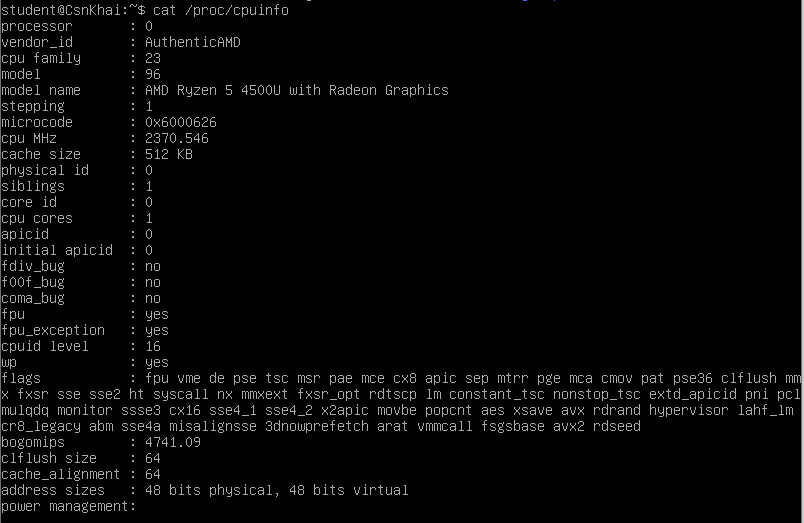 student@CsnKhai:~$ cat /proc/cpuinfo
processor : 0
vendor_id : AuthenticAMD
cpu family : 23
model : 96
model name : AMD Ryzen 5 4500U with Radeon Graphics
stepping : 1
microcode : 0x6000626
cpu MHz : 2370.546
cache size : 512 KB
physical id : 0
siblings : 1
core id : 0
cpu cores : 1
apicid : 0
initial apicid : 0
fdiv_bug : no
f00f_bug : no
coma_bug : no
fpu : yes
fpu_exception : yes
cpuid level : 16
wp : yes
flags : fpu vme de pse tsc msr pae mce cx8 apic sep mtrr pge mca cmov pat pse36 clflush mm
x fxsr sse sse2 ht syscall nx mmxext fxsr_opt rdtscp lm constant_tsc nonstop_tsc extd_apicid pni pcl
mulqdq monitor ssse3 cx16 sse4_1 sse4_2 x2apic movbe popcnt aes xsave avx rdrand hypervisor lahf_lm
cr8_legacy abm sse4a misalignsse 3dnowprefetch arat vmmcall fsgsbase avx2 rdseed
bogomips : 4741.09
clflush size : 64
cache_alignment : 64
address sizes : 48 bits physical, 48 bits virtual
power management: